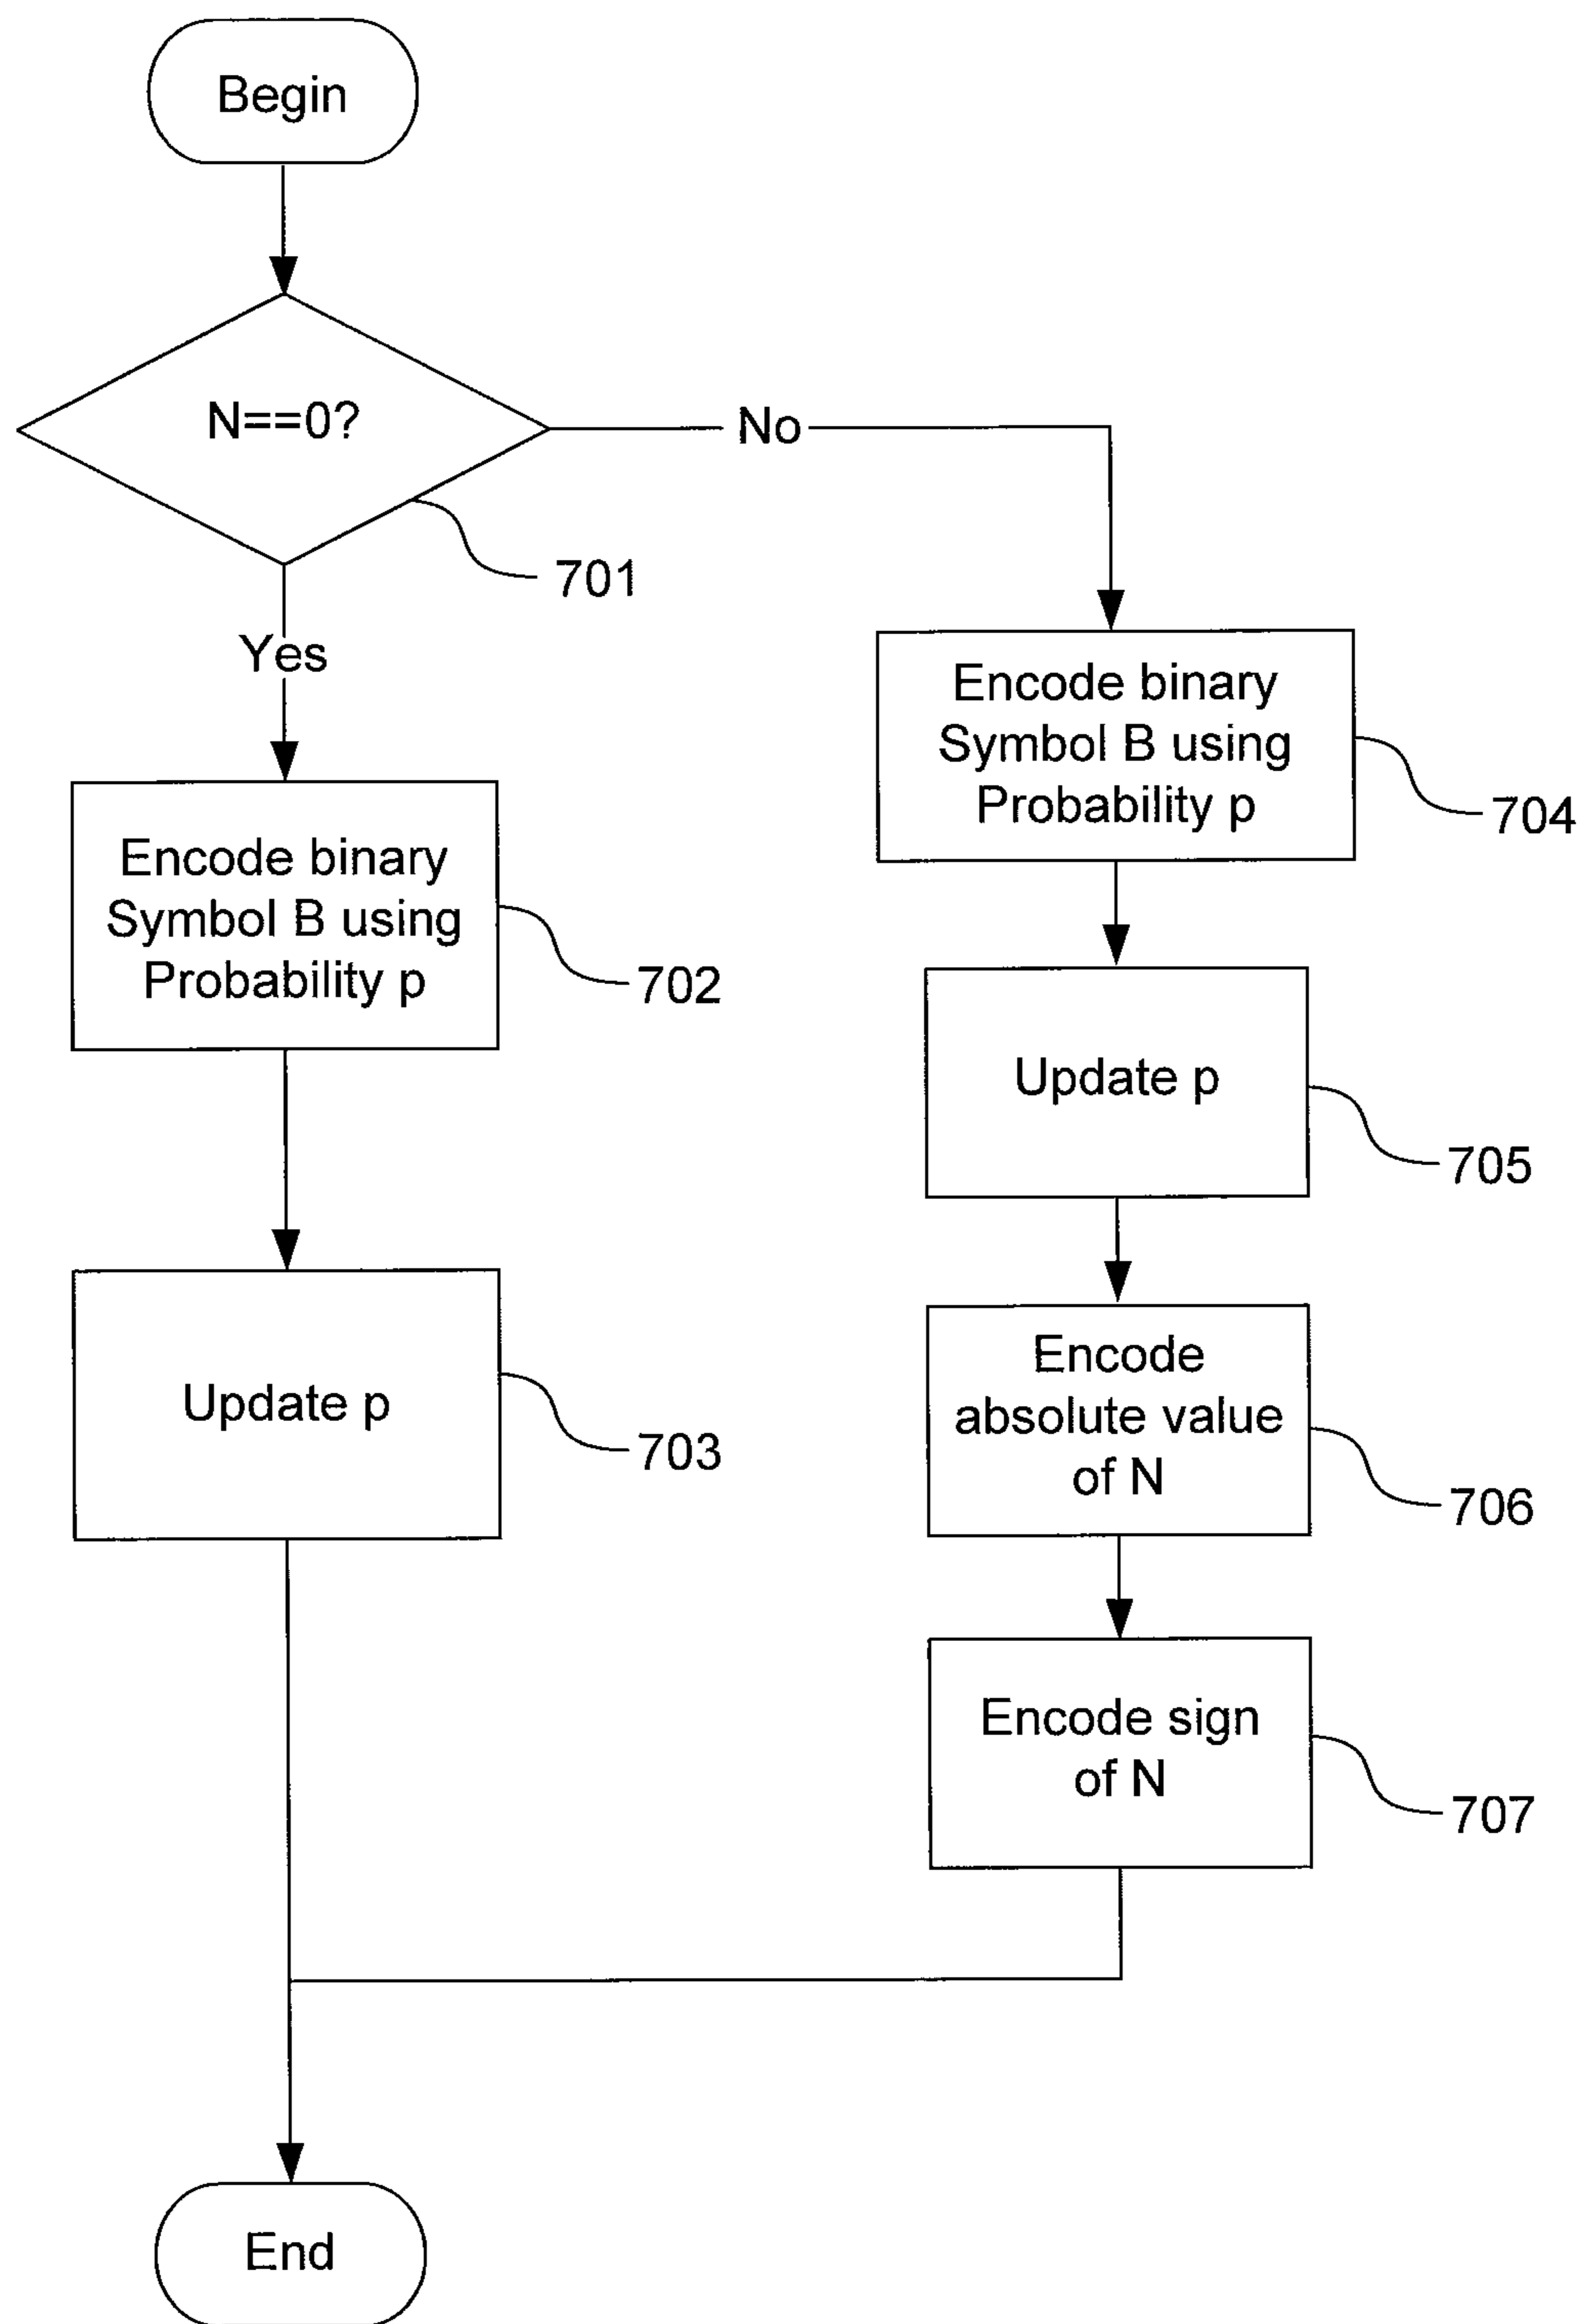 Begin
N==0?
No
701
Yes
Encode binary
Symbol B using
Probability p
704
Encode binary
Symbol B using
Probability p
702
Update p
705
Update p
703
Encode
absolute value
of N
706
Encode sign
of N
707
End